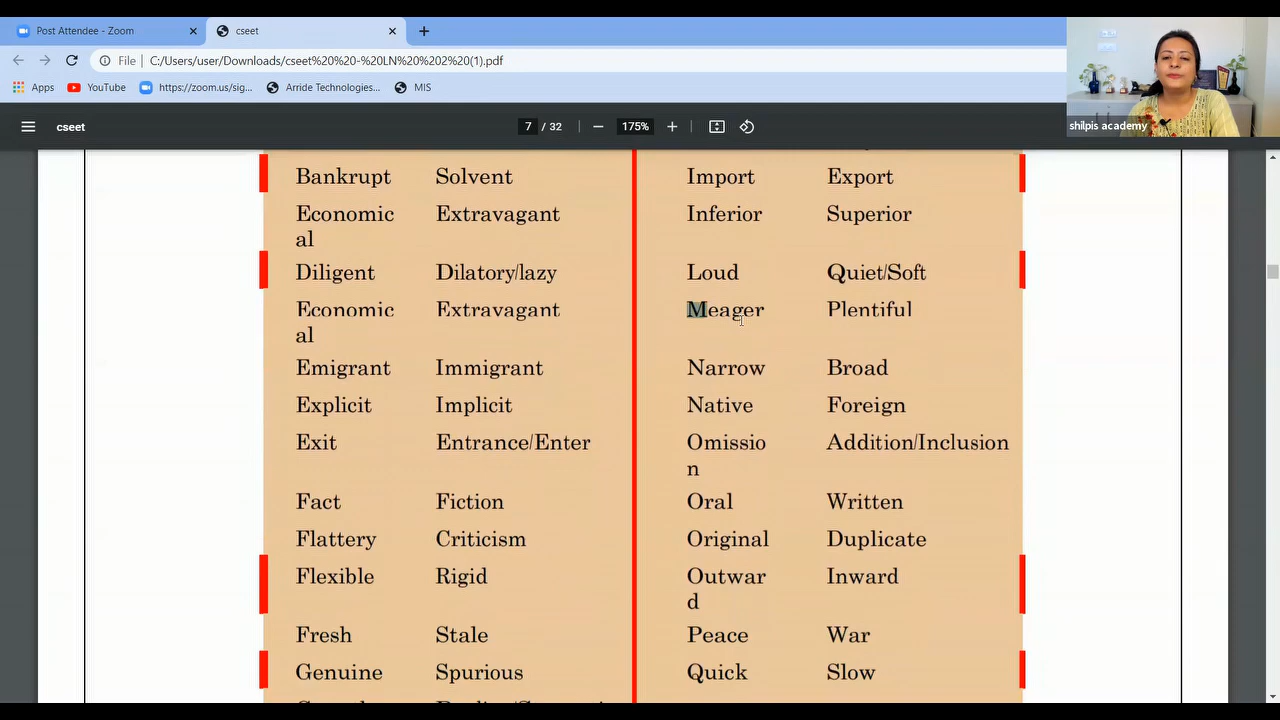 Post Attendee - Zoom
cseet
File
C:/Users/user/Downloads/cseet%20%20-%20LN%20%202%20(1).pdf
Apps
YouTube
https://zoom.us/sig...
Arride Technologies...
MIS
cseet
7 / 32
175%
shilpis academy
Bankrupt Solvent
Economic Extravagant
al
Diligent Dilatory/lazy
Economic Extravagant
al
Emigrant Immigrant
Explicit Implicit
Exit Entrance/Enter
Fact Fiction
Flattery Criticism
Flexible Rigid
Fresh Stale
Genuine Spurious
Import Export
Inferior Superior
Loud Quiet/Soft
Meager Plentiful
Narrow Broad
Native Foreign
Omissio Addition/Inclusion
n
Oral Written
Original Duplicate
Outwar Inward
d
Peace War
Quick Slow